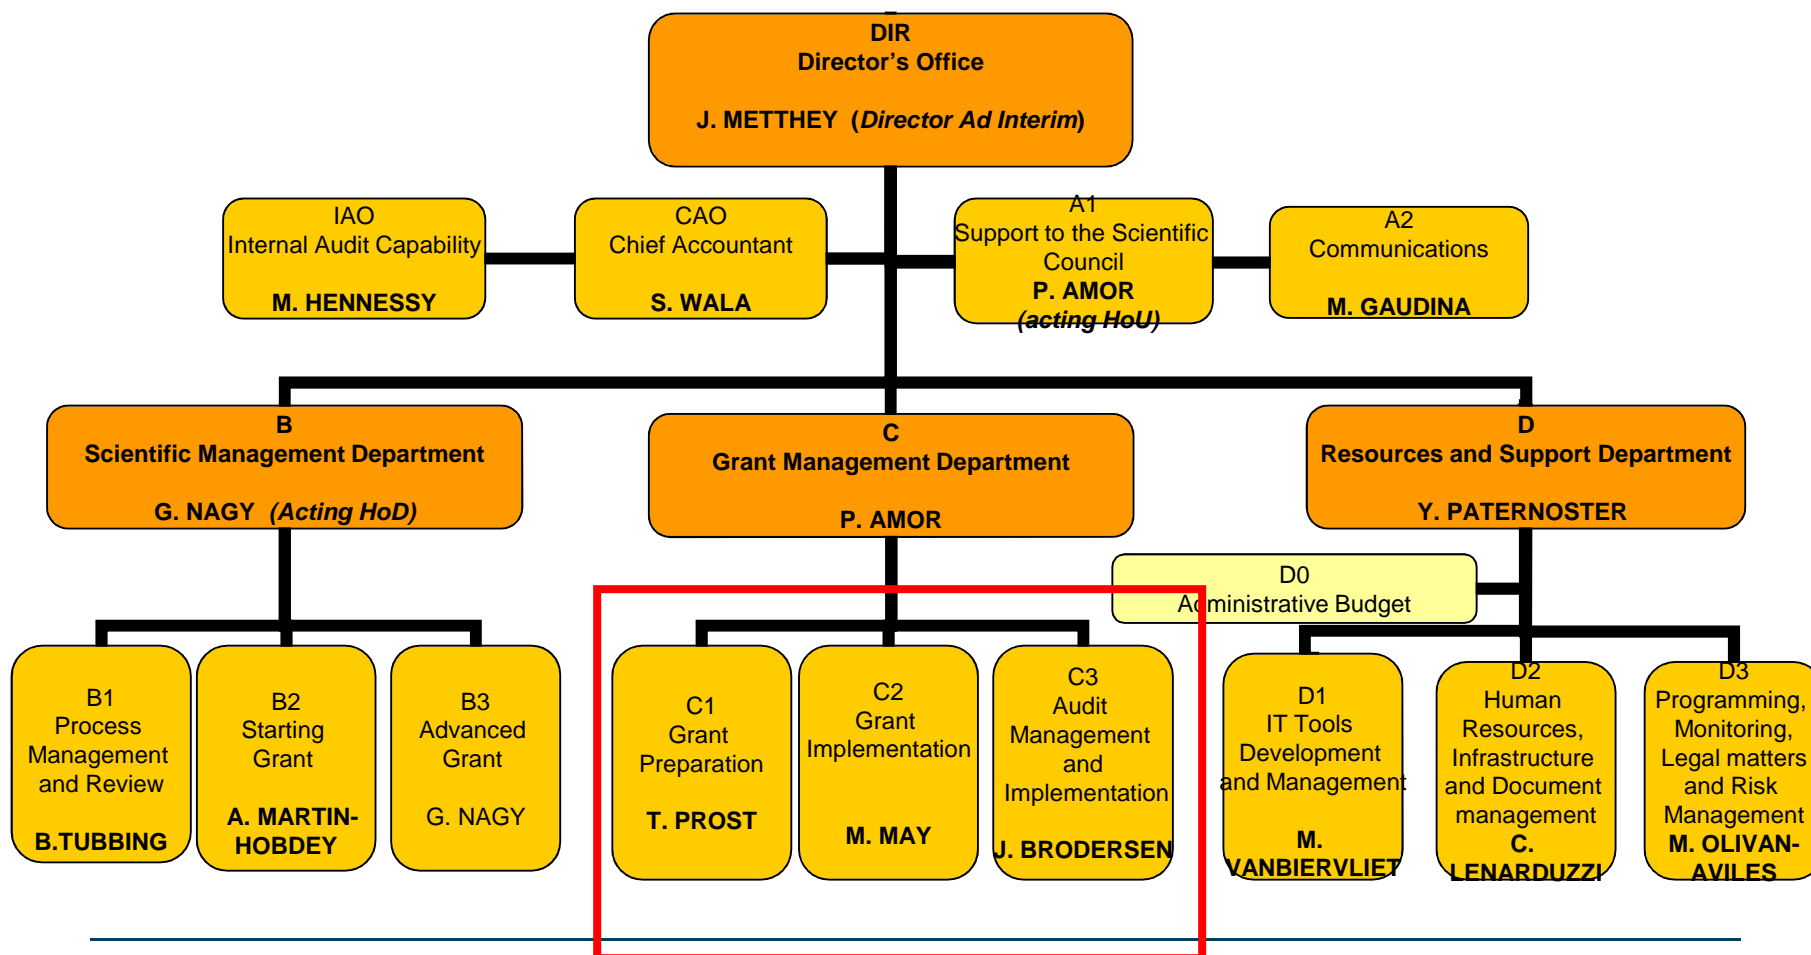 DIR
Director's Office
J. METTHEY (Director Ad Interim)
IAO
Internal Audit Capability
M. HENNESSY
CAO
Chief Accountant
S. WALA
A1
Support to the Scientific
Council
P. AMOR
(acting HoU)
A2
Communications
M. GAUDINA
B
Scientific Management Department
G. NAGY (Acting HoD)
C
Grant Management Department
P. AMOR
D
Resources and Support Department
Y. PATERNOSTER
D0
Administrative Budget
B1
Process
Management
and Review
B.TUBBING
B2
Starting
Grant
A. MARTIN-
HOBDEY
B3
Advanced
Grant
G. NAGY
C1
Grant
Preparation
T. PROST
C2
Grant
Implementation
M. MAY
C3
Audit
Management
and
Implementation
J. BRODERSEN
D1
IT Tools
Development
and Management
M.
VANBIERVLIET
D2
Human
Resources,
Infrastructure
and Document
management
C.
LENARDUZZI
D3
Programming,
Monitoring,
Legal matters
and Risk
Management
M. OLIVAN-
AVILES